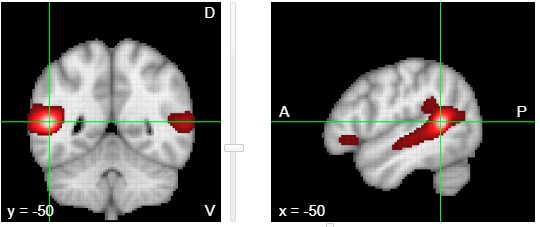 D
y = -50
V
A
P
x = -50